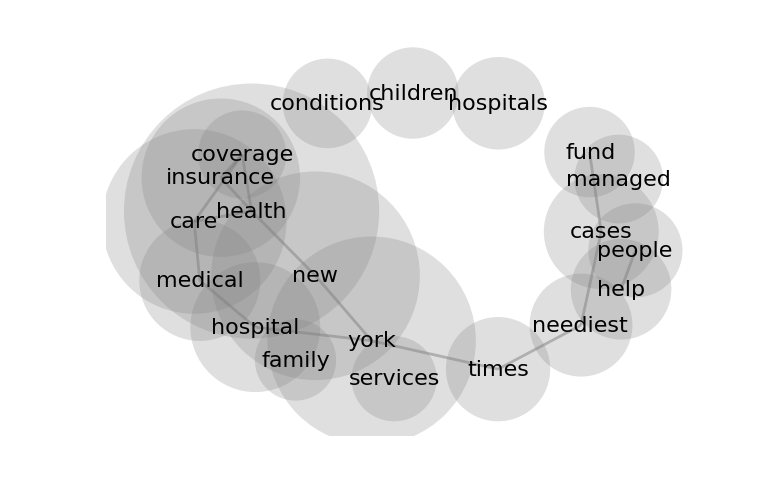 children
conditions
hospitals
coverage
fund
insurance
managed
health
care
cases
people
new
medical
help
hospital
neediest
york
family
times
services